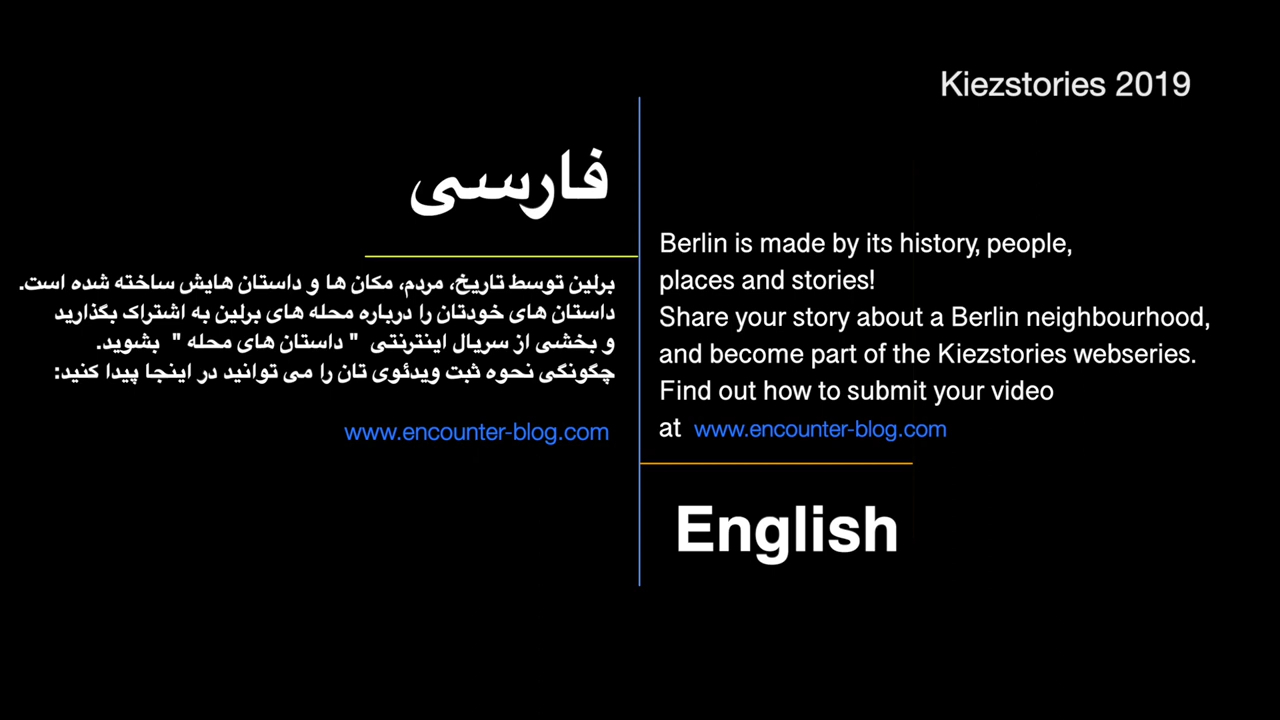 Kiezstories 2019
فارسی
برلین توسط تاریخ، مردم، مکان ها و داستان هایش ساخته شده است.
داستان های خودتان را درباره محله های برلین به اشتراک بگذارید
و بخشی از سریال اینترنتی " داستان های محله " بشوید.
چگونگی نحوه ثبت ویدئوی تان را می توانید در اینجا پیدا کنید:
www.encounter-blog.com
Berlin is made by its history, people,
places and stories!
Share your story about a Berlin neighbourhood,
and become part of the Kiezstories webseries.
Find out how to submit your video
at www.encounter-blog.com
English